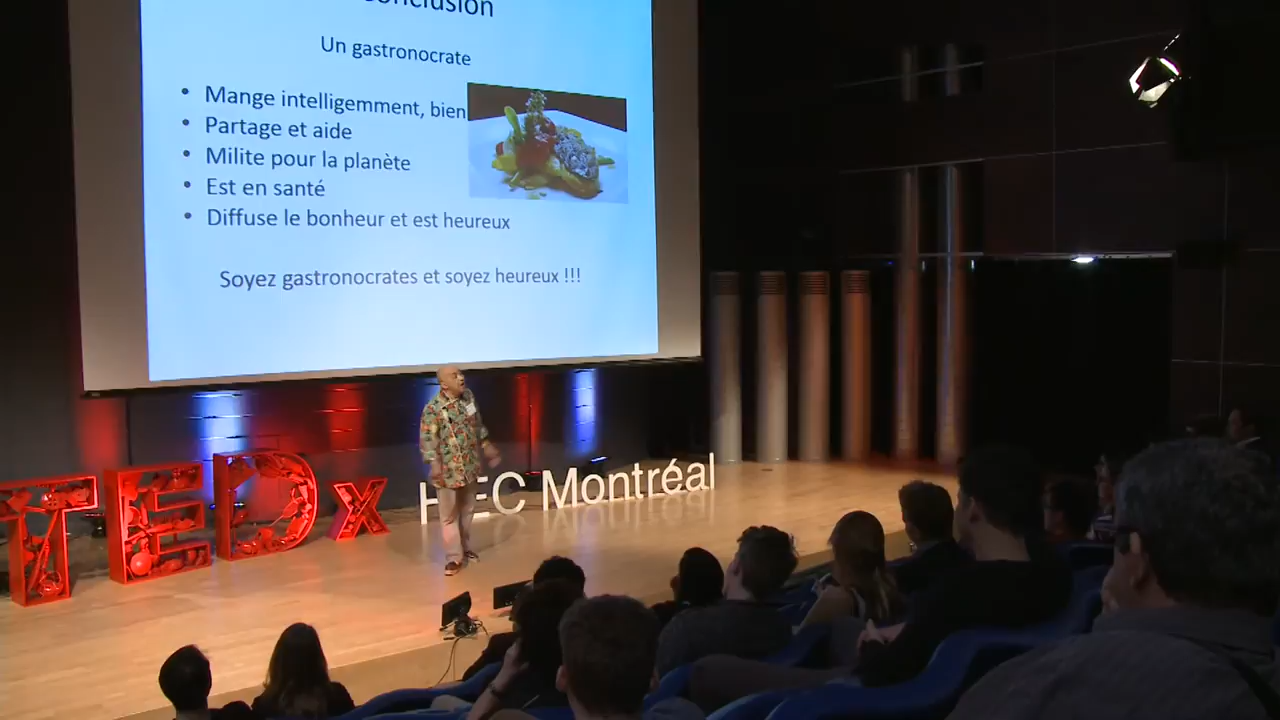 conclusion
Un gastronocrate
• Mange intelligemment, bien
• Partage et aide
• Milite pour la planète
• Est en santé
• Diffuse le bonheur et est heureux
Soyez gastronocrates et soyez heureux !!!
TEDx
HEC Montréal